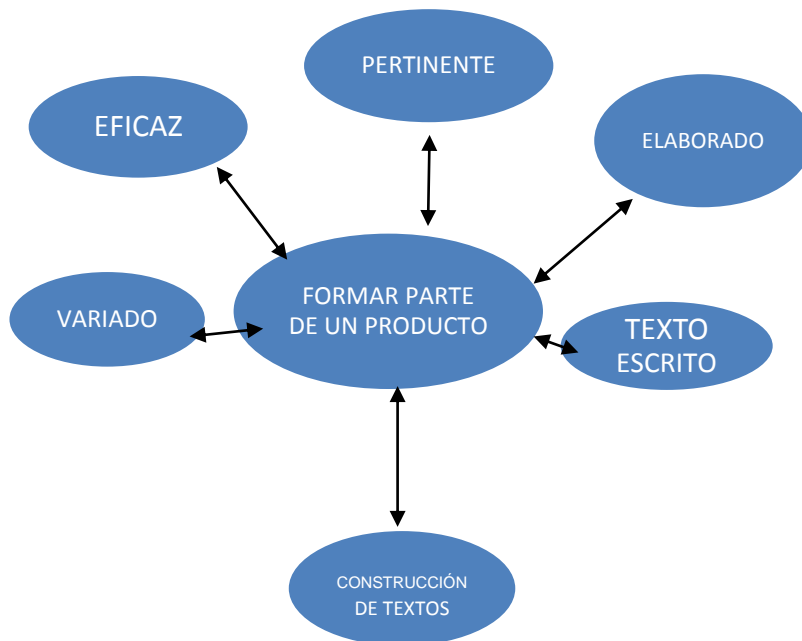 PERTINENTE
EFICAZ
ELABORADO
FORMAR PARTE
DE UN PRODUCTO
VARIADO
TEXTO
ESCRITO
CONSTRUCCIÓN
DE TEXTOS